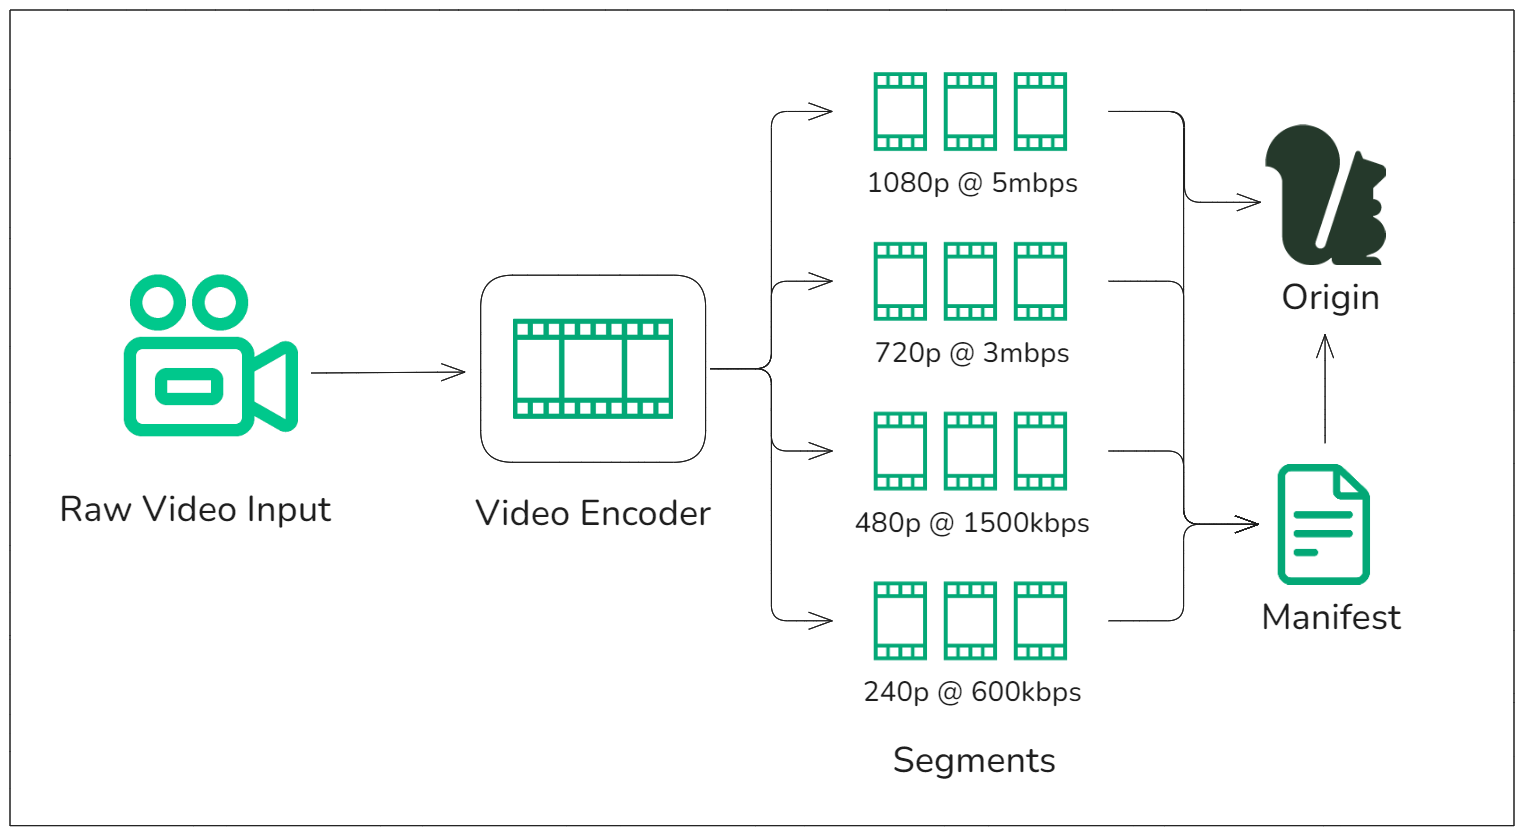 Raw Video Input
Video Encoder
1080p @ 5mbps
720p @ 3mbps
480p @ 1500kbps
240p @ 600kbps
Segments
Origin
Manifest